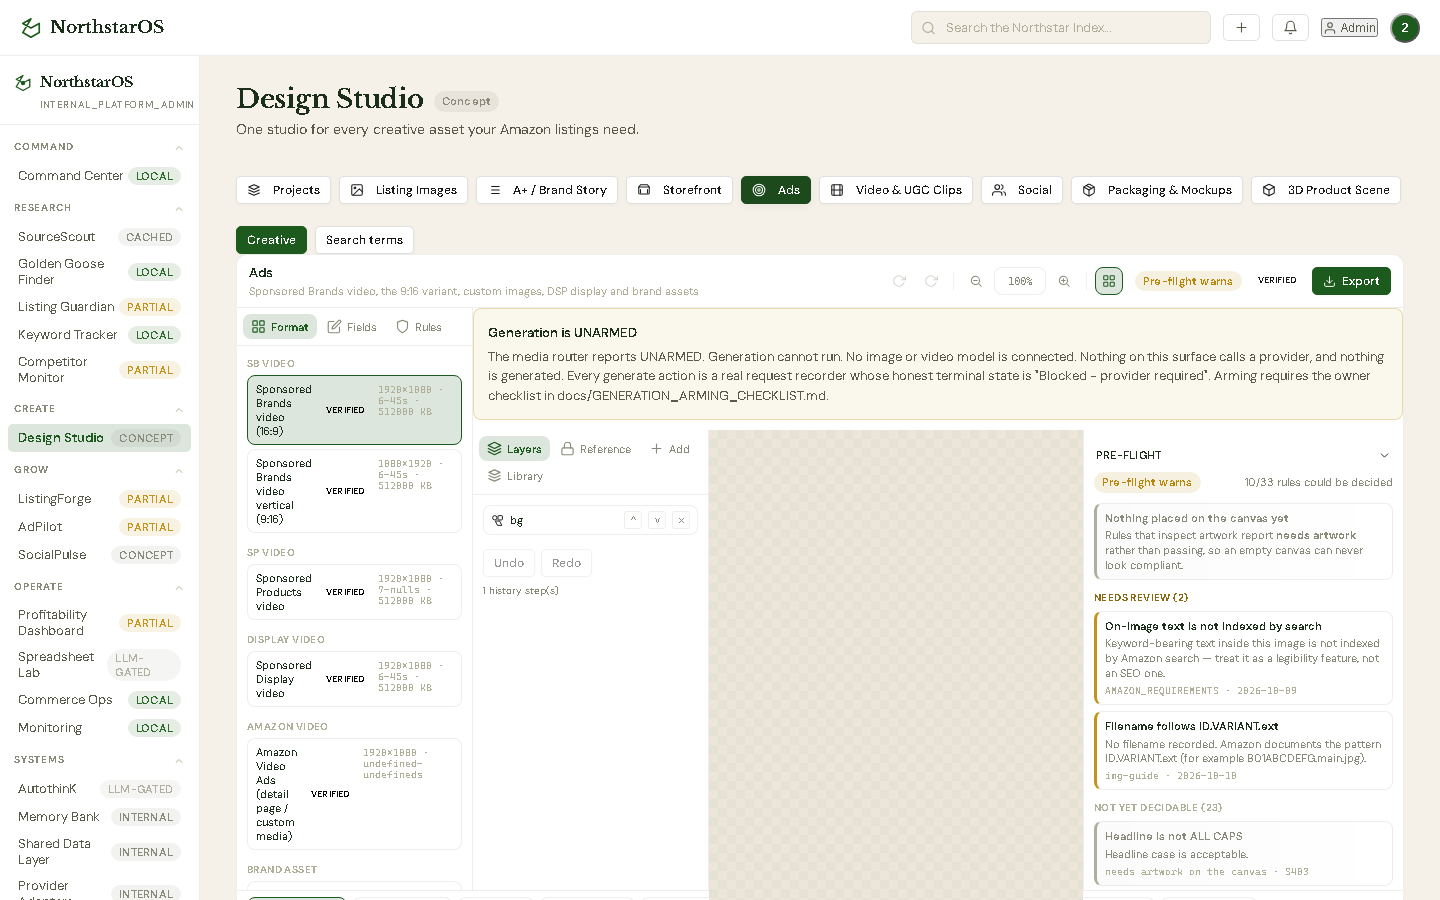 NorthstarOS
Search the Northstar Index...
Admin
2
NorthstarOS
INTERNAL_PLATFORM_ADMIN
COMMAND
Command Center LOCAL
RESEARCH
SourceScout CACHED
Golden Goose
Finder
LOCAL
Listing Guardian PARTIAL
Keyword Tracker LOCAL
Competitor
Monitor
PARTIAL
CREATE
Design Studio CONCEPT
GROW
ListingForge PARTIAL
AdPilot PARTIAL
SocialPulse CONCEPT
OPERATE
Profitability
Dashboard
PARTIAL
Spreadsheet
Lab
LLM-
GATED
Commerce Ops LOCAL
Monitoring LOCAL
SYSTEMS
AutothinK LLM-GATED
Memory Bank INTERNAL
Shared Data
Layer
INTERNAL
Provider
INTERNAL
Design Studio Concept
One studio for every creative asset your Amazon listings need.
Projects Listing Images A+ / Brand Story Storefront Ads Video & UGC Clips Social Packaging & Mockups 3D Product Scene
Creative Search terms
Ads
Sponsored Brands video, the 9:16 variant, custom images, DSP display and brand assets
100%
Pre-flight warns VERIFIED Export
Format Fields Rules
SB VIDEO
Sponsored
Brands
video
(16:9)
VERIFIED
1920×1080 ·
6-45s ·
512000 KB
Sponsored
Brands
video
vertical
(9:16)
VERIFIED
1080×1920 ·
6-45s ·
512000 KB
SP VIDEO
Sponsored
Products
video
VERIFIED
1920×1080 ·
7-nulls ·
512000 KB
DISPLAY VIDEO
Sponsored
Display
video
VERIFIED
1920×1080 ·
6-45s ·
512000 KB
AMAZON VIDEO
Amazon
Video
Ads
(detail
page /
custom
media)
VERIFIED
1920×1080 ·
undefined-
undefineds
BRAND ASSET
Generation is UNARMED
The media router reports UNARMED. Generation cannot run. No image or video model is connected. Nothing on this surface calls a provider, and nothing
is generated. Every generate action is a real request recorder whose honest terminal state is "Blocked - provider required". Arming requires the owner
checklist in docs/GENERATION_ARMING_CHECKLIST.md.
Layers Reference Add
Library
bg
Undo Redo
1 history step(s)
PRE-FLIGHT
Pre-flight warns 10/33 rules could be decided
Nothing placed on the canvas yet
Rules that inspect artwork report needs artwork
rather than passing, so an empty canvas can never
look compliant.
NEEDS REVIEW (2)
On-image text is not indexed by search
Keyword-bearing text inside this image is not indexed
by Amazon search — treat it as a legibility feature, not
an SEO one.
AMAZON_REQUIREMENTS · 2026-10-09
Filename follows ID.VARIANT.ext
No filename recorded. Amazon documents the pattern
ID.VARIANT.ext (for example B01ABCDEFG.main.jpg).
img-guide · 2026-10-10
NOT YET DECIDABLE (23)
Headline is not ALL CAPS
Headline case is acceptable.
needs artwork on the canvas · S4B3